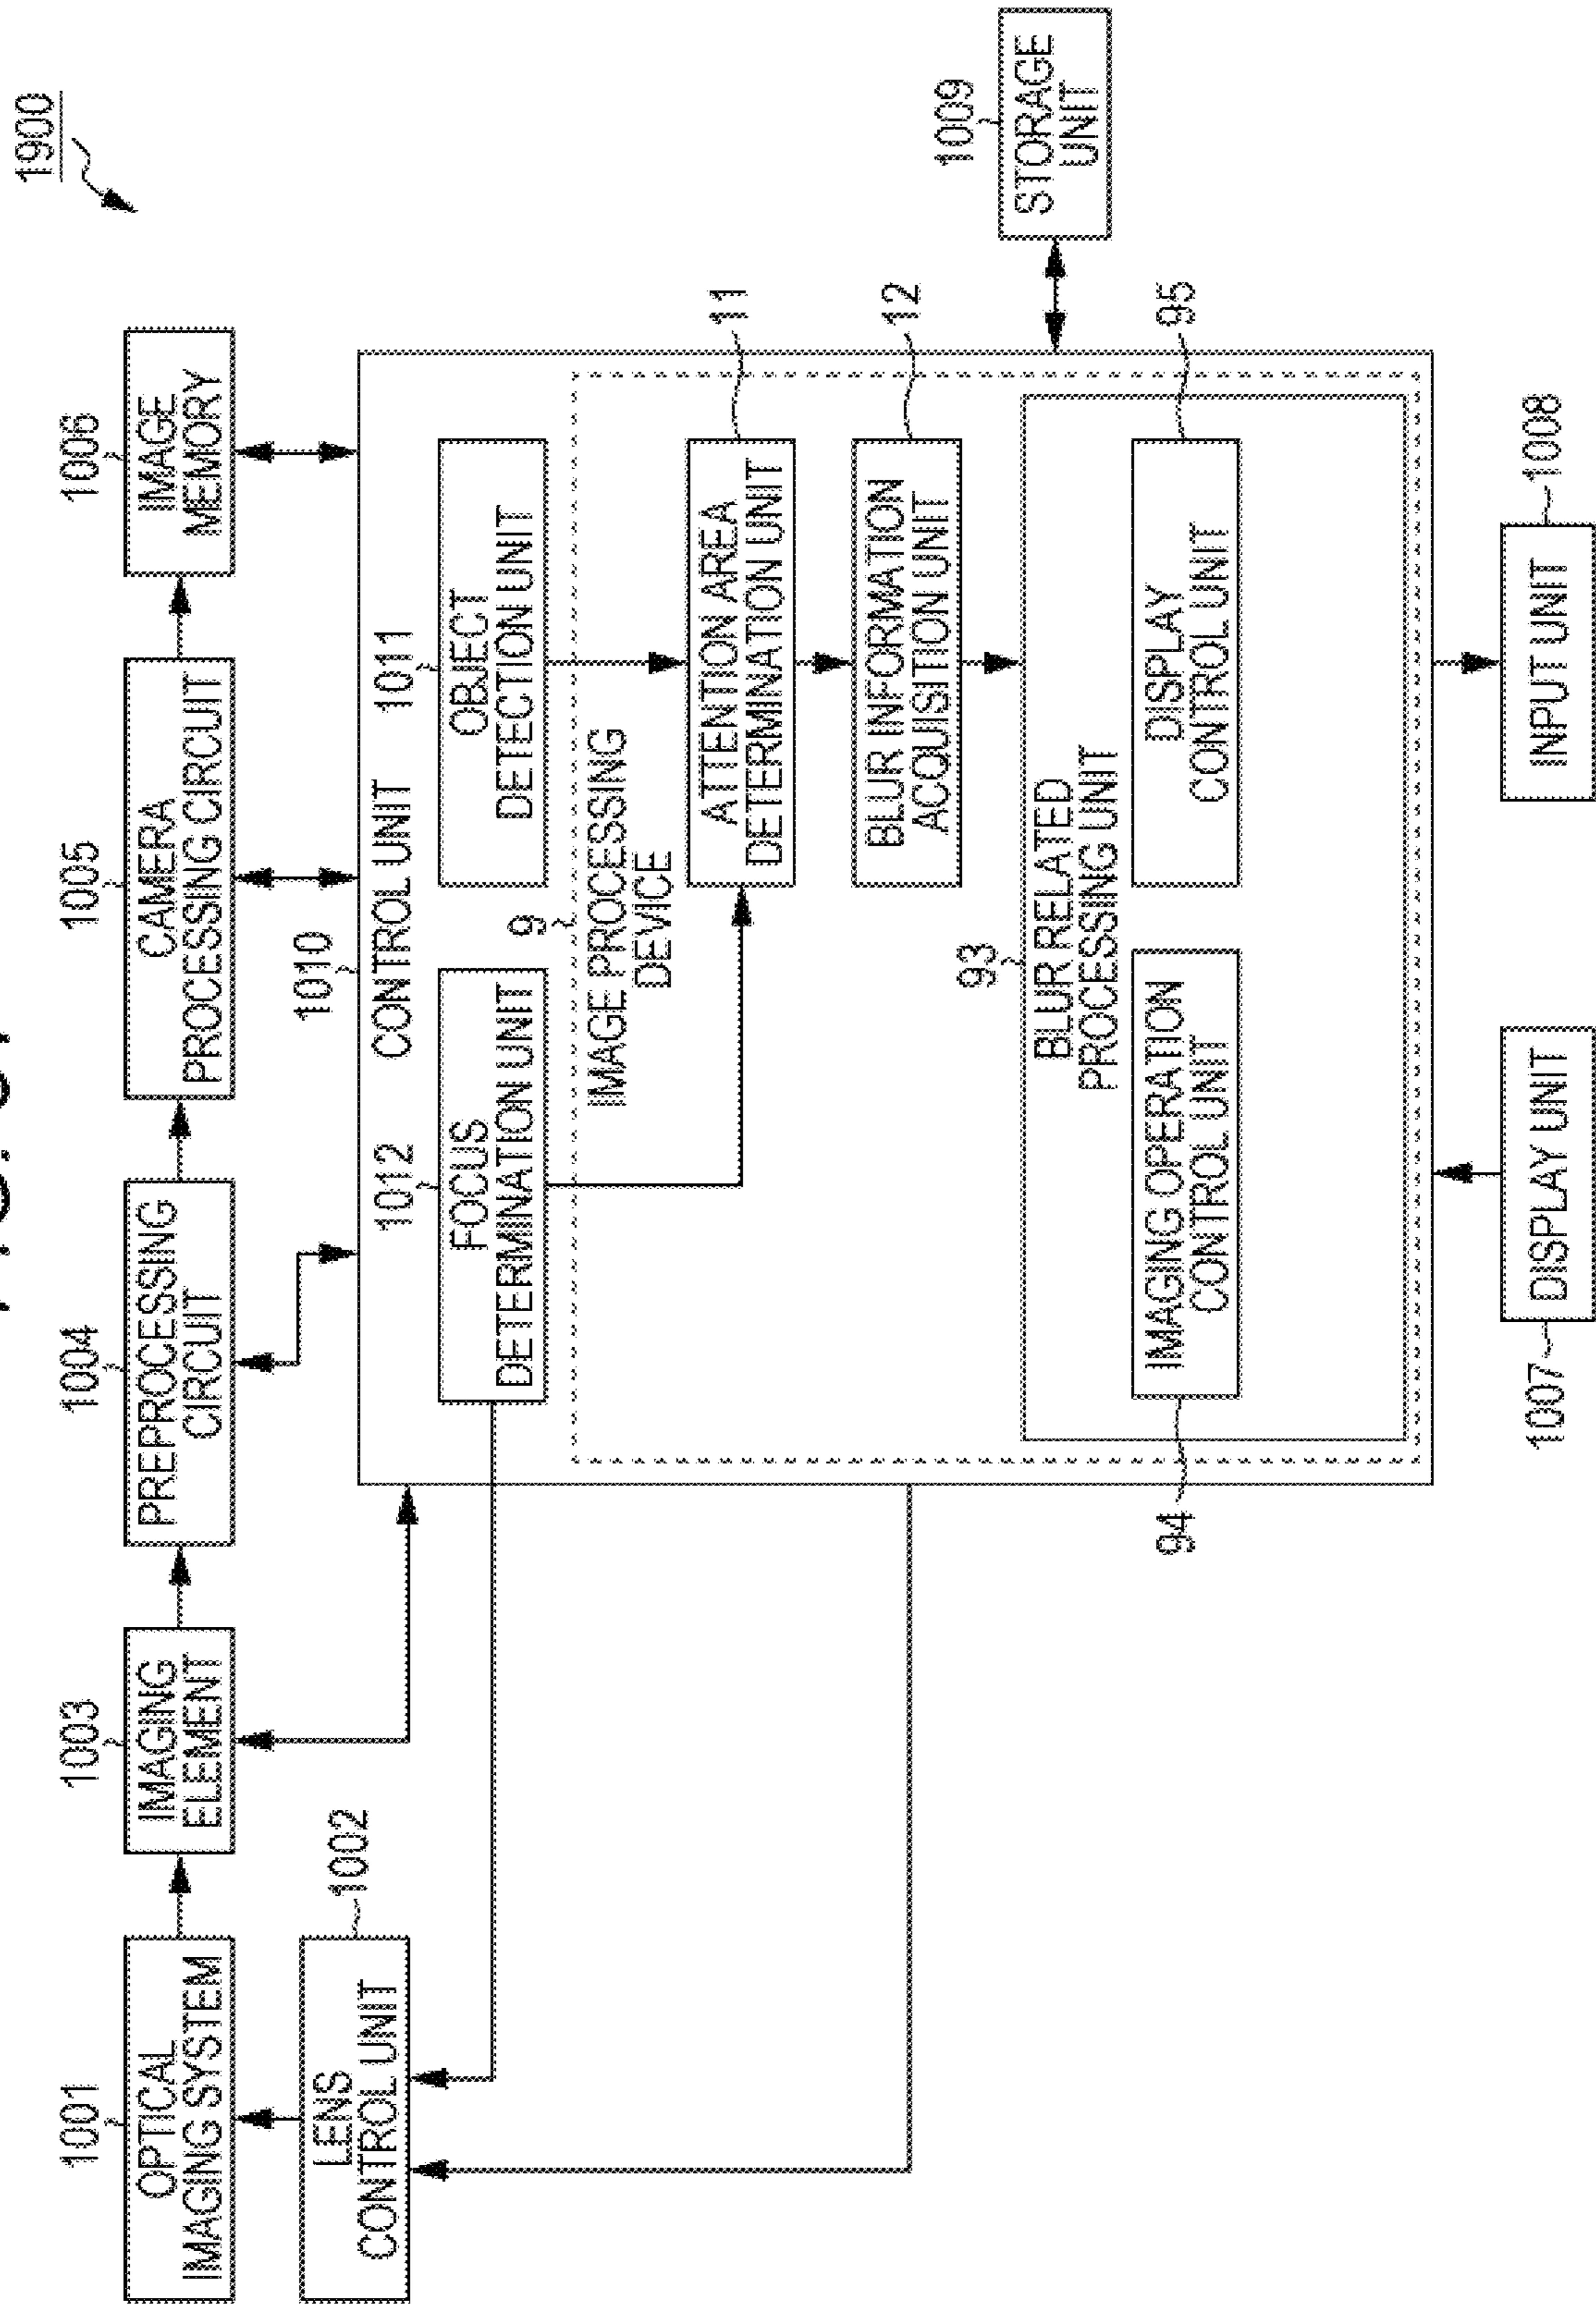 1900
1001
OPTICAL
IMAGING SYSTEM
1003
IMAGING
ELEMENT
1004
PREPROCESSING
CIRCUIT
1005
CAMERA
PROCESSING CIRCUIT
1006
IMAGE
MEMORY
1002
LENS
CONTROL UNIT
1010
CONTROL UNIT
1012
FOCUS
DETERMINATION UNIT
1011
OBJECT
DETECTION UNIT
9
IMAGE PROCESSING
DEVICE
11
ATTENTION AREA
DETERMINATION UNIT
12
BLUR INFORMATION
ACQUISITION UNIT
93
BLUR RELATED
PROCESSING UNIT
94
IMAGING OPERATION
CONTROL UNIT
95
DISPLAY
CONTROL UNIT
1009
STORAGE
UNIT
1007
DISPLAY UNIT
INPUT UNIT
1008